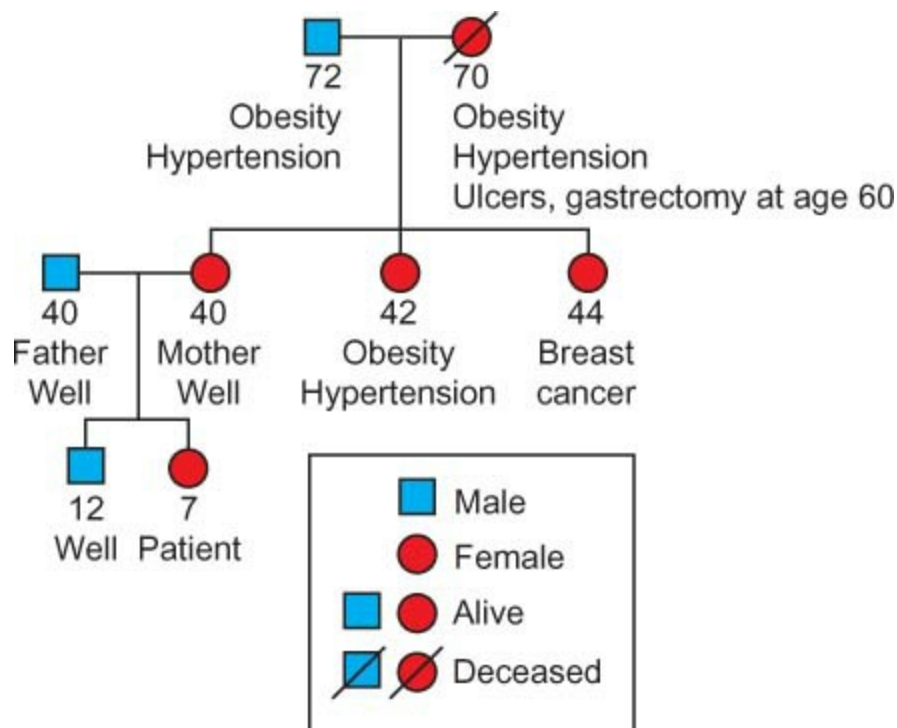 72
70
Obesity
Hypertension
Obesity
Hypertension
Ulcers, gastrectomy at age 60
40
Father
Well
40
Mother
Well
42
Obesity
Hypertension
44
Breast
cancer
12
Well
7
Patient
Male
Female
Alive
Deceased